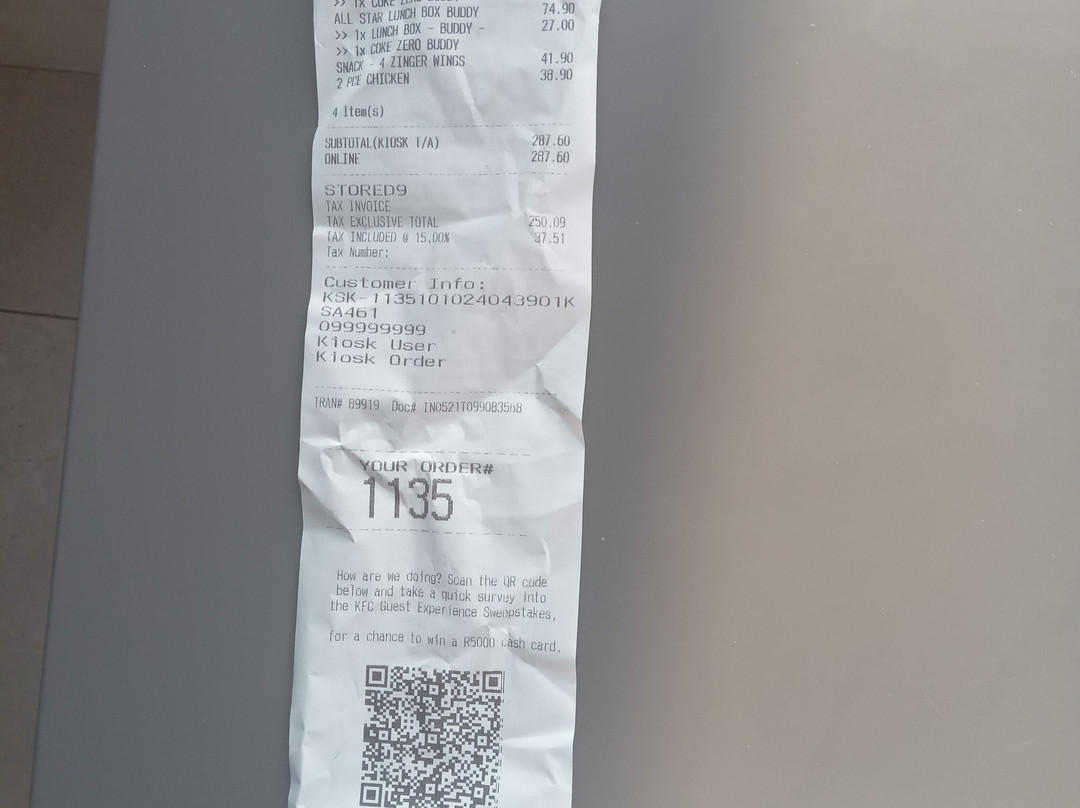 >> 1x COKE ZERO BUDDY
ALL STAR LUNCH BOX BUDDY 74.90
>> 1x LUNCH BOX - BUDDY - 27.00
>> 1x COKE ZERO BUDDY
SNACK - 4 ZINGER WINGS 41.90
2 PCE CHICKEN 38.90
4 Item(s)
SUBTOTAL(KIOSK T/A) 287.60
ONLINE 287.60
STORED9
TAX INVOICE
TAX EXCLUSIVE TOTAL 250.09
TAX INCLUDED @ 15.00% 37.51
Tax Number:
Customer Info:
KSK-1135101024043901K
SA461
099999999
Kiosk User
Kiosk Order
TRAN# 89919 Doc# IN0521T099083568
YOUR ORDER#
1135
How are we doing? Scan the QR code
below and take a quick survey into
the KFC Guest Experience Sweepstakes,
for a chance to win a R5000 cash card.